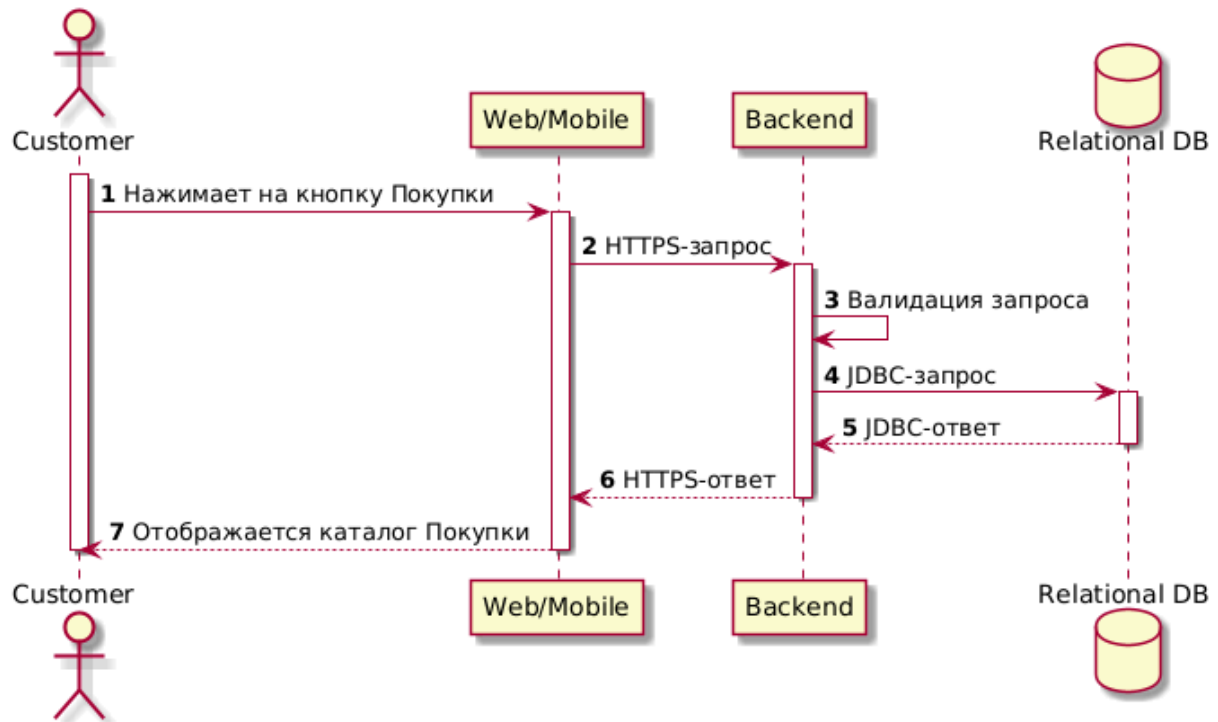 Customer
Web/Mobile
Backend
Relational DB
1 Нажимает на кнопку Покупки
2 HTTPS-запрос
3 Валидация запроса
4 JDBC-запрос
5 JDBC-ответ
6 HTTPS-ответ
7 Отображается каталог Покупки
Customer
Web/Mobile
Backend
Relational DB